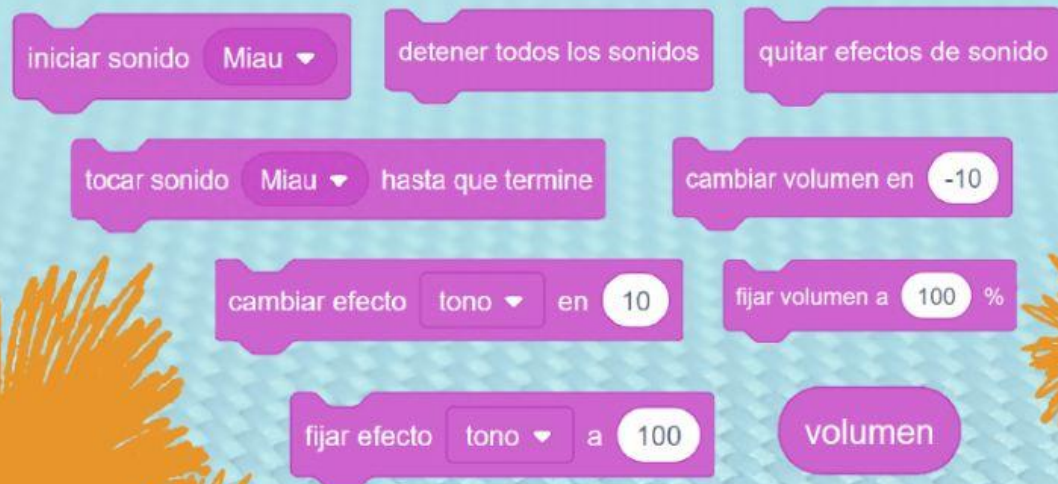 iniciar sonido Miau
detener todos los sonidos
quitar efectos de sonido
tocar sonido Miau hasta que termine
cambiar volumen en -10
cambiar efecto tono en 10
fijar volumen a 100 %
fijar efecto tono a 100
volumen